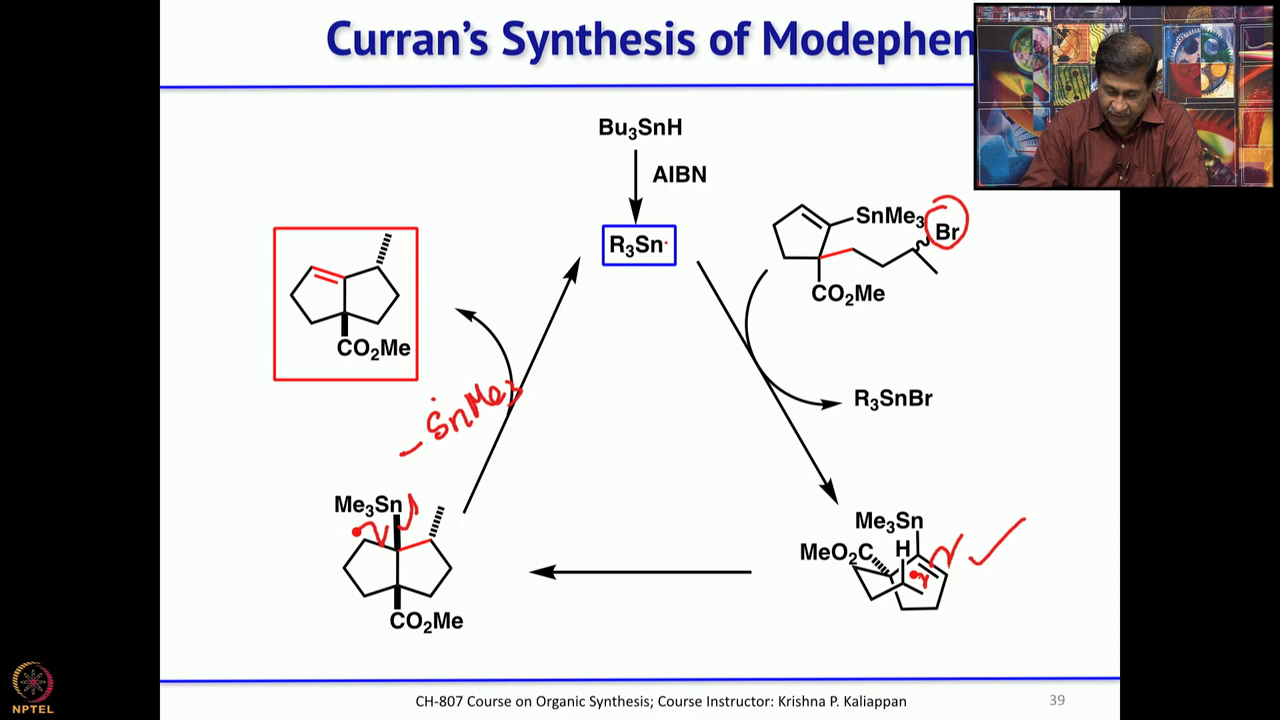 Curran's Synthesis of Modephen
Bu₃SnH
AIBN
R₃Sn·
SnMe₃
Br
CO₂Me
CO₂Me
R₃SnBr
- ṠnMe₃
Me₃Sn
CO₂Me
Me₃Sn
MeO₂C H
CH-807 Course on Organic Synthesis; Course Instructor: Krishna P. Kaliappan
39
NPTEL